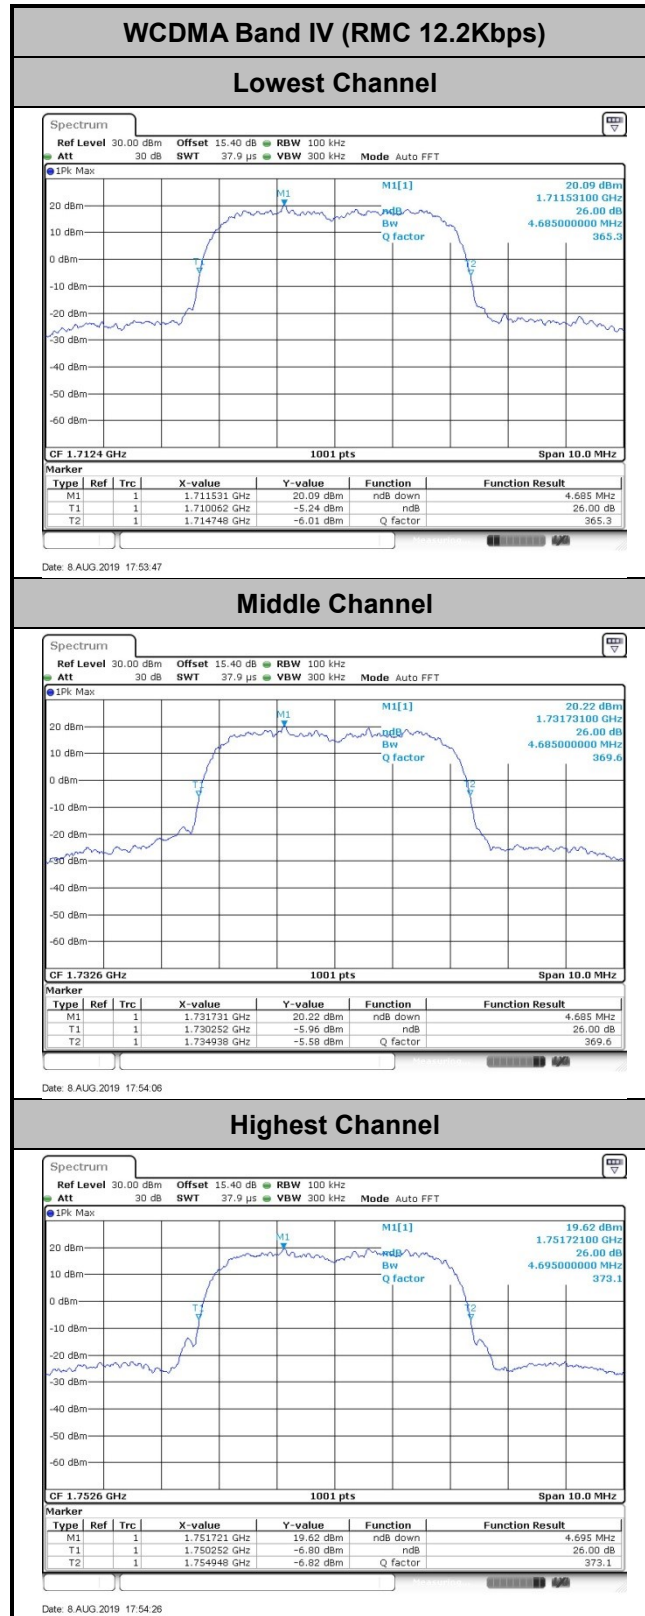 WCDMA Band IV (RMC 12.2Kbps)
Lowest Channel
Spectrum
Ref Level 30.00 dBm Offset 15.40 dB RBW 100 kHz
Att 30 dB SWT 37.9 µs VBW 300 kHz Mode Auto FFT
1Pk Max
M1[1] 20.09 dBm
1.71153100 GHz
ndB 26.00 dB
Bw 4.685000000 MHz
Q factor 365.3
M1
T1
T2
20 dBm
10 dBm
0 dBm
-10 dBm
-20 dBm
-30 dBm
-40 dBm
-50 dBm
-60 dBm
CF 1.7124 GHz 1001 pts Span 10.0 MHz
Marker
Type Ref Trc X-value Y-value Function Function Result
M1 1 1.711531 GHz 20.09 dBm ndB down 4.685 MHz
T1 1 1.710062 GHz -5.24 dBm ndB 26.00 dB
T2 1 1.714748 GHz -6.01 dBm Q factor 365.3
Date: 8.AUG.2019 17:53:47
Middle Channel
Spectrum
Ref Level 30.00 dBm Offset 15.40 dB RBW 100 kHz
Att 30 dB SWT 37.9 µs VBW 300 kHz Mode Auto FFT
1Pk Max
M1[1] 20.22 dBm
1.73173100 GHz
ndB 26.00 dB
Bw 4.685000000 MHz
Q factor 369.6
M1
T1
T2
20 dBm
10 dBm
0 dBm
-10 dBm
-20 dBm
-30 dBm
-40 dBm
-50 dBm
-60 dBm
CF 1.7326 GHz 1001 pts Span 10.0 MHz
Marker
Type Ref Trc X-value Y-value Function Function Result
M1 1 1.731731 GHz 20.22 dBm ndB down 4.685 MHz
T1 1 1.730252 GHz -5.96 dBm ndB 26.00 dB
T2 1 1.734938 GHz -5.58 dBm Q factor 369.6
Date: 8.AUG.2019 17:54:06
Highest Channel
Spectrum
Ref Level 30.00 dBm Offset 15.40 dB RBW 100 kHz
Att 30 dB SWT 37.9 µs VBW 300 kHz Mode Auto FFT
1Pk Max
M1[1] 19.62 dBm
1.75172100 GHz
ndB 26.00 dB
Bw 4.695000000 MHz
Q factor 373.1
M1
T1
T2
20 dBm
10 dBm
0 dBm
-10 dBm
-20 dBm
-30 dBm
-40 dBm
-50 dBm
-60 dBm
CF 1.7526 GHz 1001 pts Span 10.0 MHz
Marker
Type Ref Trc X-value Y-value Function Function Result
M1 1 1.751721 GHz 19.62 dBm ndB down 4.695 MHz
T1 1 1.750252 GHz -6.80 dBm ndB 26.00 dB
T2 1 1.754948 GHz -6.82 dBm Q factor 373.1
Date: 8.AUG.2019 17:54:26